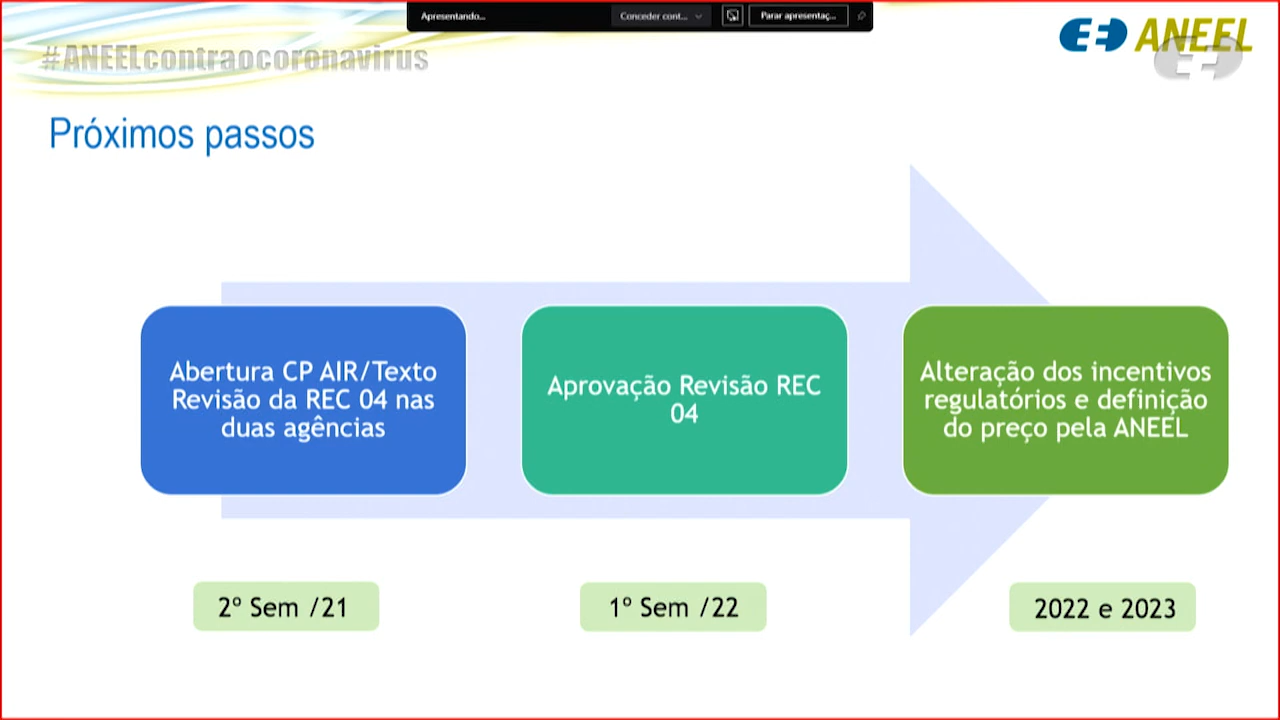 Apresentando...
Conceder cont...
Parar apresentaç...
#ANEELcontraocoronavirus
ANEEL
Próximos passos
Abertura CP AIR/Texto
Revisão da REC 04 nas
duas agências
Aprovação Revisão REC
04
Alteração dos incentivos
regulatórios e definição
do preço pela ANEEL
2º Sem /21
1º Sem /22
2022 e 2023